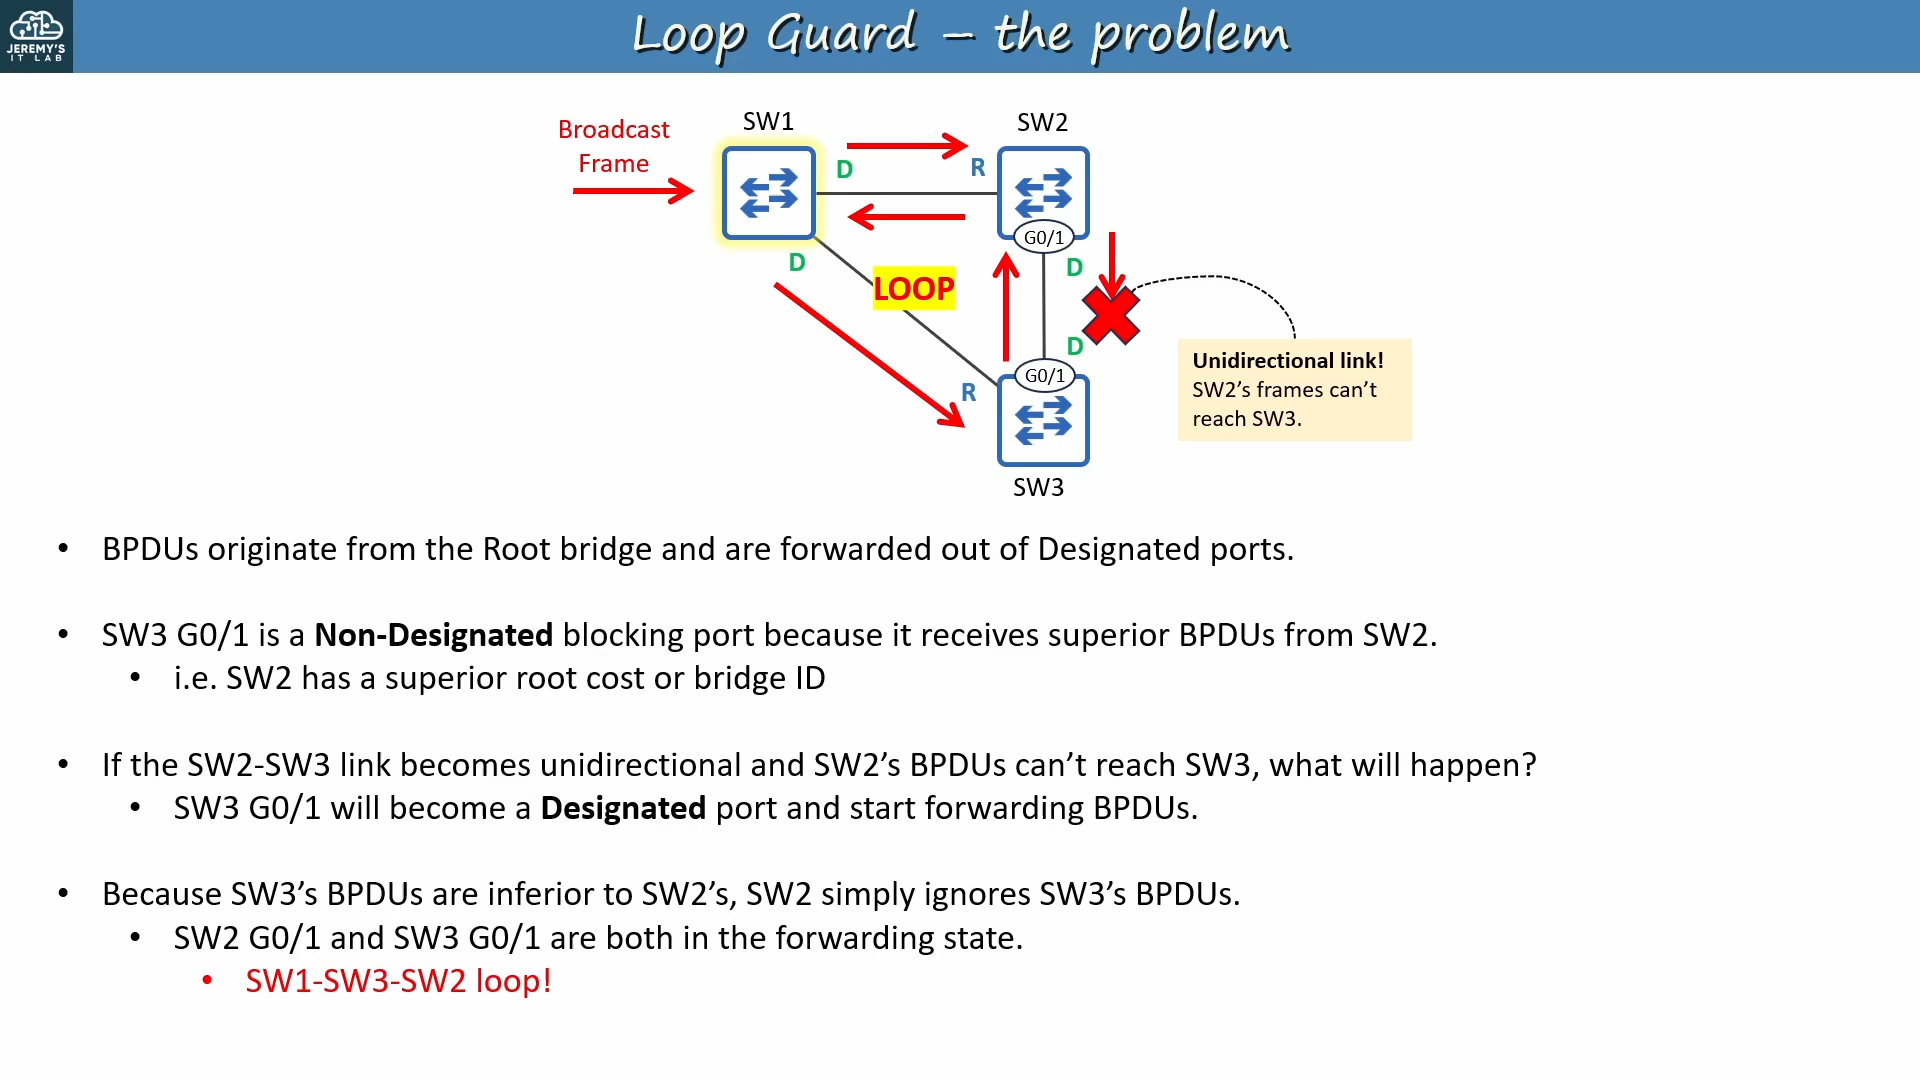 JEREMY'S
IT LAB
Loop Guard – the problem
Broadcast
Frame
SW1
SW2
D
R
G0/1
D
D
LOOP
D
R
G0/1
Unidirectional link!
SW2’s frames can’t
reach SW3.
SW3
• BPDUs originate from the Root bridge and are forwarded out of Designated ports.
• SW3 G0/1 is a Non-Designated blocking port because it receives superior BPDUs from SW2.
• i.e. SW2 has a superior root cost or bridge ID
• If the SW2-SW3 link becomes unidirectional and SW2’s BPDUs can’t reach SW3, what will happen?
• SW3 G0/1 will become a Designated port and start forwarding BPDUs.
• Because SW3’s BPDUs are inferior to SW2’s, SW2 simply ignores SW3’s BPDUs.
• SW2 G0/1 and SW3 G0/1 are both in the forwarding state.
• SW1-SW3-SW2 loop!